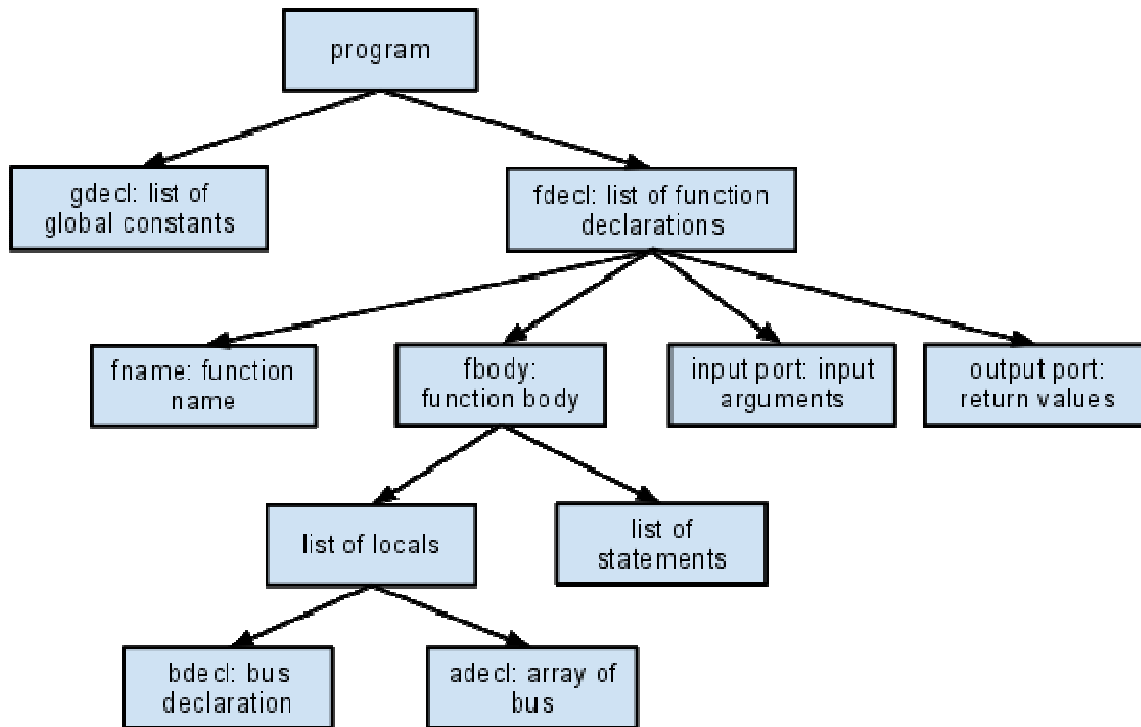 program
gdecl: list of
global constants
fdecl: list of function
declarations
fname: function
name
fbody:
function body
input port: input
arguments
output port:
return values
list of locals
list of
statements
bdecl: bus
declaration
adecl: array of
bus